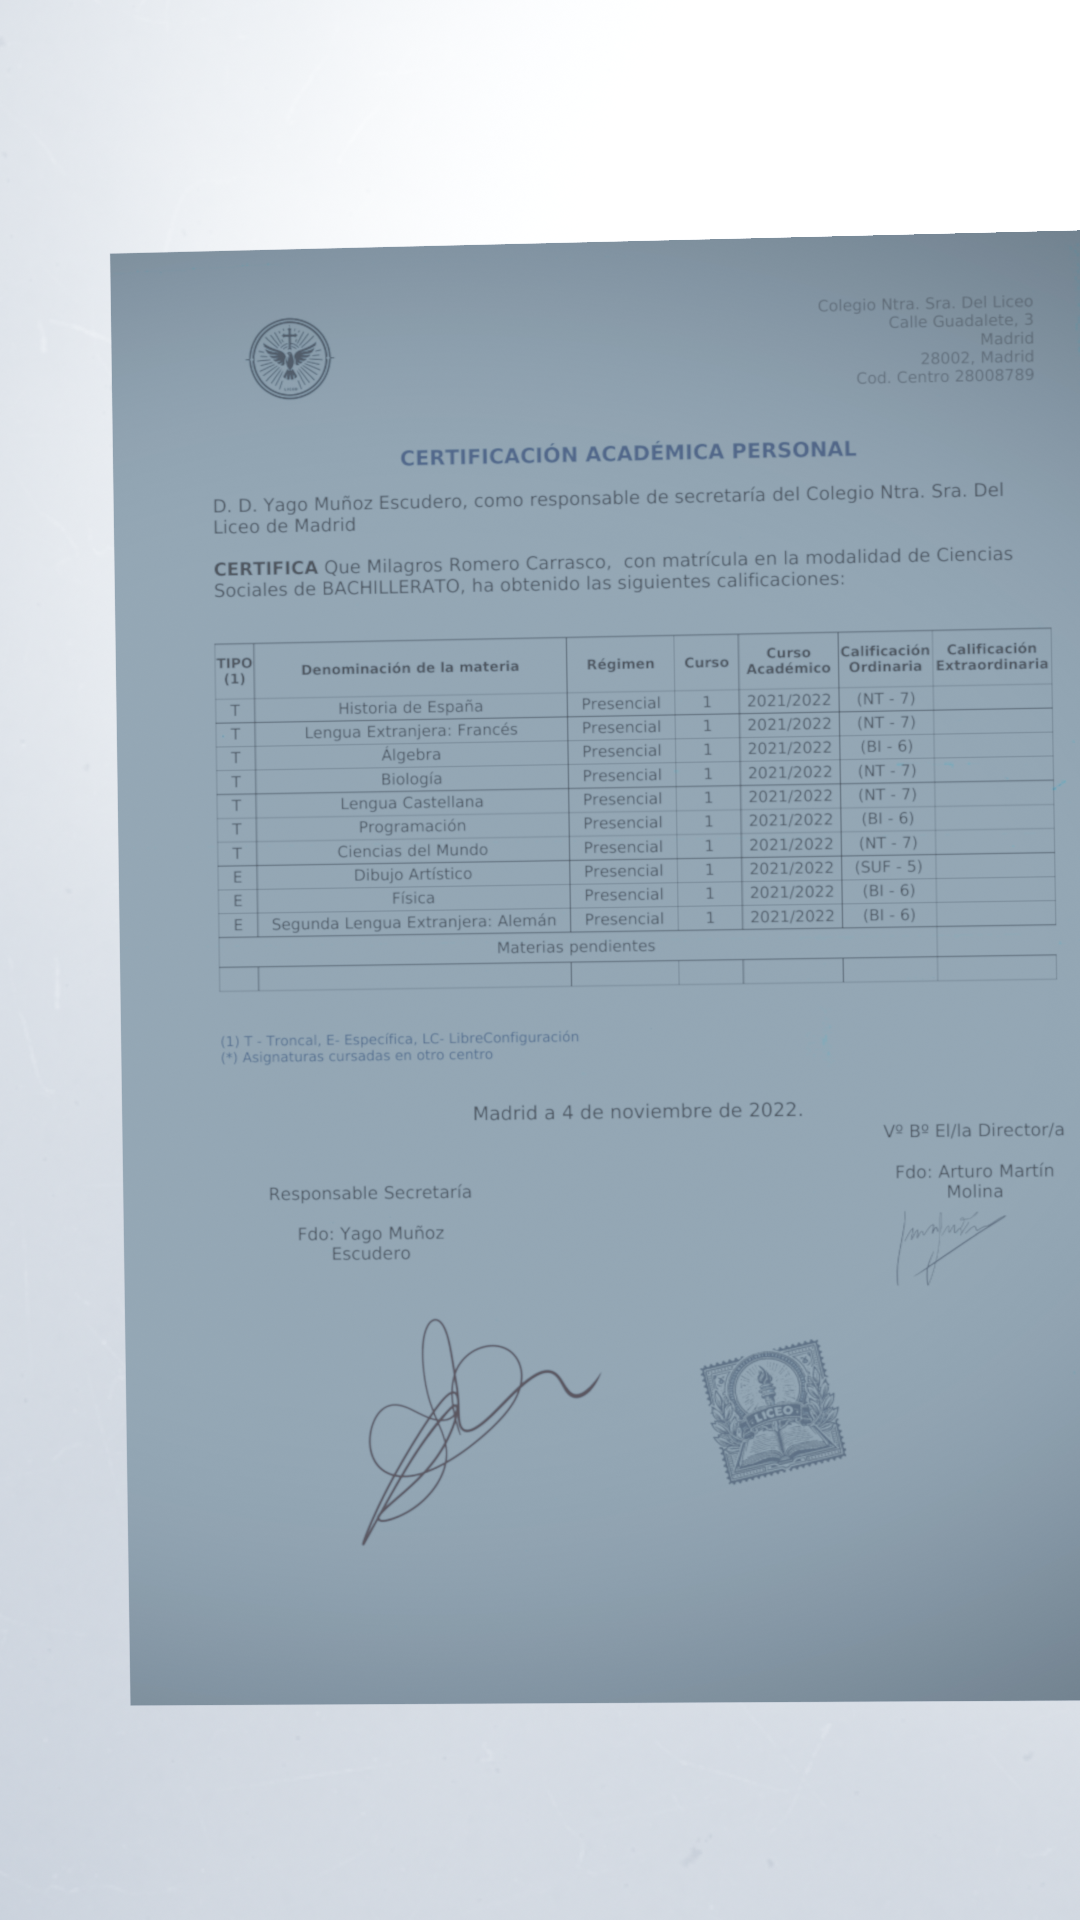 Colegio Ntra. Sra. Del Liceo
Calle Guadalete, 3
Madrid
28002, Madrid
Cod. Centro 28008789
CERTIFICACIÓN ACADÉMICA PERSONAL
D. D. Yago Muñoz Escudero, como responsable de secretaría del Colegio Ntra. Sra. Del
Liceo de Madrid
CERTIFICA Que Milagros Romero Carrasco, con matrícula en la modalidad de Ciencias
Sociales de BACHILLERATO, ha obtenido las siguientes calificaciones:
TIPO (1) Denominación de la materia Régimen Curso Curso Académico Calificación Ordinaria Calificación Extraordinaria
T Historia de España Presencial 1 2021/2022 (NT - 7)
T Lengua Extranjera: Francés Presencial 1 2021/2022 (NT - 7)
T Álgebra Presencial 1 2021/2022 (BI - 6)
T Biología Presencial 1 2021/2022 (NT - 7)
T Lengua Castellana Presencial 1 2021/2022 (NT - 7)
T Programación Presencial 1 2021/2022 (BI - 6)
T Ciencias del Mundo Presencial 1 2021/2022 (NT - 7)
E Dibujo Artístico Presencial 1 2021/2022 (SUF - 5)
E Física Presencial 1 2021/2022 (BI - 6)
E Segunda Lengua Extranjera: Alemán Presencial 1 2021/2022 (BI - 6)
Materias pendientes
(1) T - Troncal, E- Específica, LC- LibreConfiguración
(*) Asignaturas cursadas en otro centro
Madrid a 4 de noviembre de 2022.
Vº Bº El/la Director/a
Fdo: Arturo Martín
Molina
Responsable Secretaría
Fdo: Yago Muñoz
Escudero
LICEO